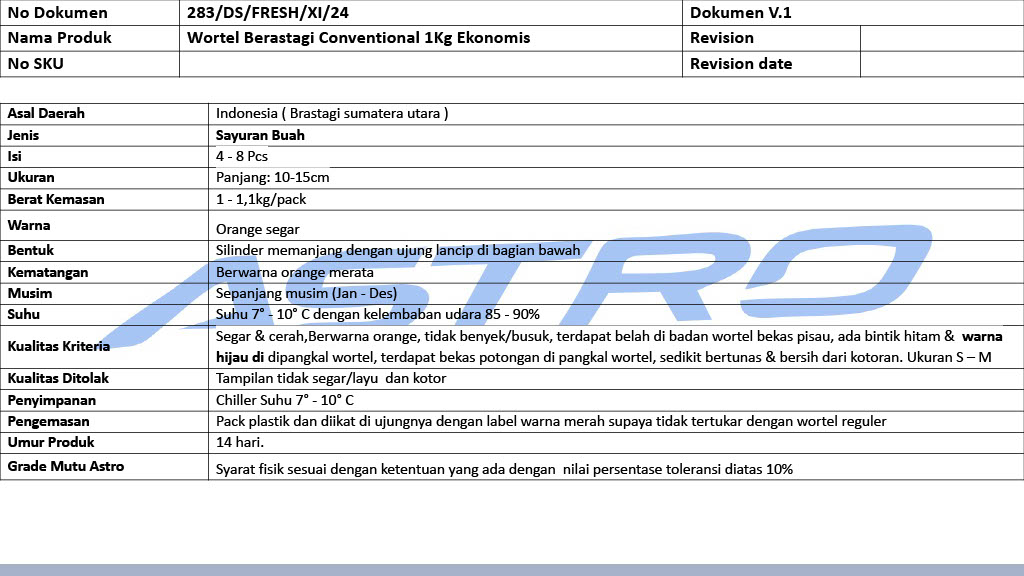 No Dokumen 283/DS/FRESH/XI/24 Dokumen V.1
Nama Produk Wortel Berastagi Conventional 1Kg Ekonomis Revision
No SKU Revision date
Asal Daerah Indonesia ( Brastagi sumatera utara )
Jenis Sayuran Buah
Isi 4 - 8 Pcs
Ukuran Panjang: 10-15cm
Berat Kemasan 1 - 1,1kg/pack
Warna Orange segar
Bentuk Silinder memanjang dengan ujung lancip di bagian bawah
Kematangan Berwarna orange merata
Musim Sepanjang musim (Jan - Des)
Suhu Suhu 7° - 10° C dengan kelembaban udara 85 - 90%
Kualitas Kriteria Segar & cerah,Berwarna orange, tidak benyek/busuk, terdapat belah di badan wortel bekas pisau, ada bintik hitam & warna
hijau di dipangkal wortel, terdapat bekas potongan di pangkal wortel, sedikit bertunas & bersih dari kotoran. Ukuran S – M
Kualitas Ditolak Tampilan tidak segar/layu dan kotor
Penyimpanan Chiller Suhu 7° - 10° C
Pengemasan Pack plastik dan diikat di ujungnya dengan label warna merah supaya tidak tertukar dengan wortel reguler
Umur Produk 14 hari.
Grade Mutu Astro Syarat fisik sesuai dengan ketentuan yang ada dengan nilai persentase toleransi diatas 10%
ASTRO